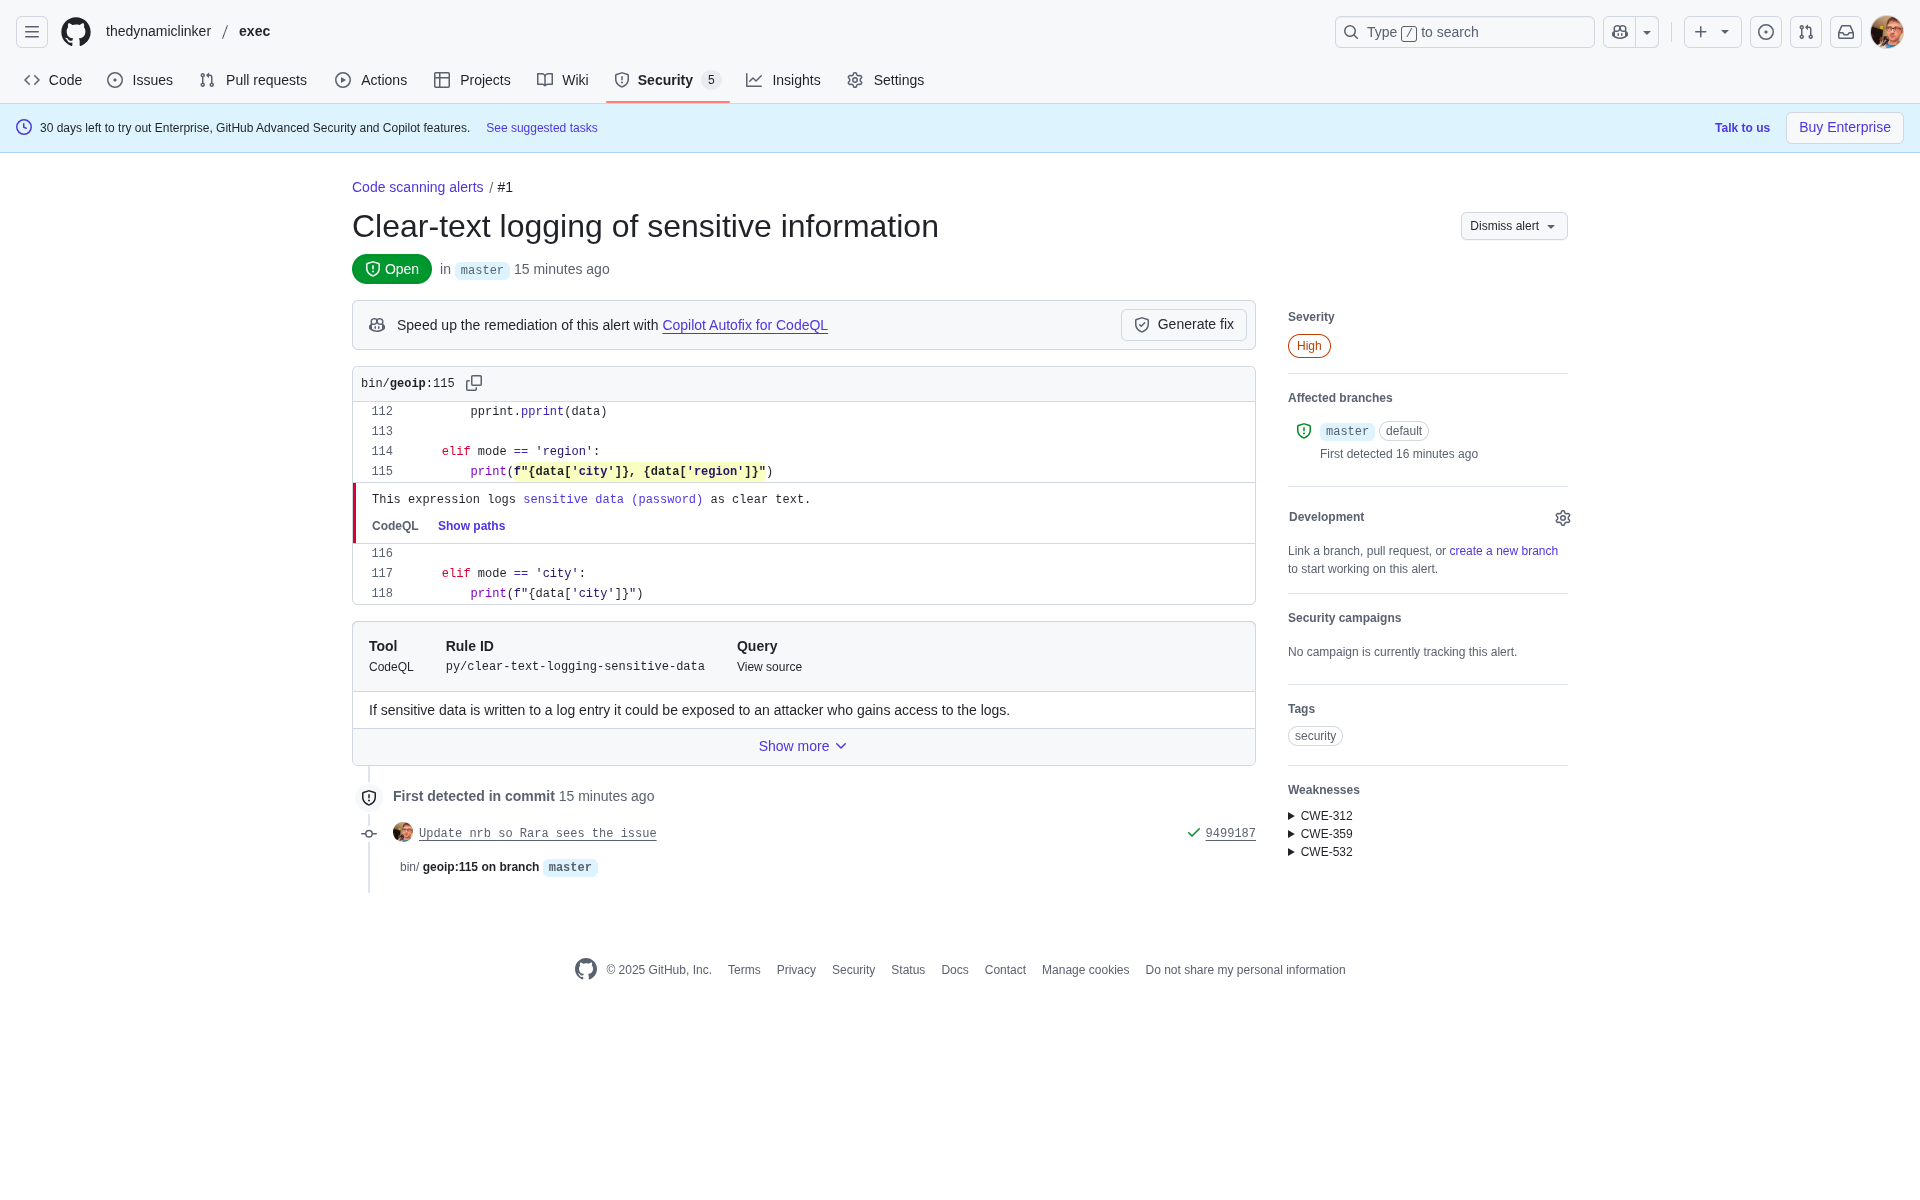 thedynamiclinker / exec
Type / to search
Code
Issues
Pull requests
Actions
Projects
Wiki
Security 5
Insights
Settings
30 days left to try out Enterprise, GitHub Advanced Security and Copilot features. See suggested tasks
Talk to us
Buy Enterprise
Code scanning alerts / #1
Clear-text logging of sensitive information
Dismiss alert
Open in master 15 minutes ago
Speed up the remediation of this alert with Copilot Autofix for CodeQL
Generate fix
bin/geoip:115
112 pprint.pprint(data)
113
114 elif mode == 'region':
115 print(f"{data['city']}, {data['region']}")
This expression logs sensitive data (password) as clear text.
CodeQL Show paths
116
117 elif mode == 'city':
118 print(f"{data['city']}")
Tool Rule ID Query
CodeQL py/clear-text-logging-sensitive-data View source
If sensitive data is written to a log entry it could be exposed to an attacker who gains access to the logs.
Show more
First detected in commit 15 minutes ago
Update nrb so Rara sees the issue 9499187
bin/ geoip:115 on branch master
Severity
High
Affected branches
master default
First detected 16 minutes ago
Development
Link a branch, pull request, or create a new branch
to start working on this alert.
Security campaigns
No campaign is currently tracking this alert.
Tags
security
Weaknesses
CWE-312
CWE-359
CWE-532
© 2025 GitHub, Inc. Terms Privacy Security Status Docs Contact Manage cookies Do not share my personal information